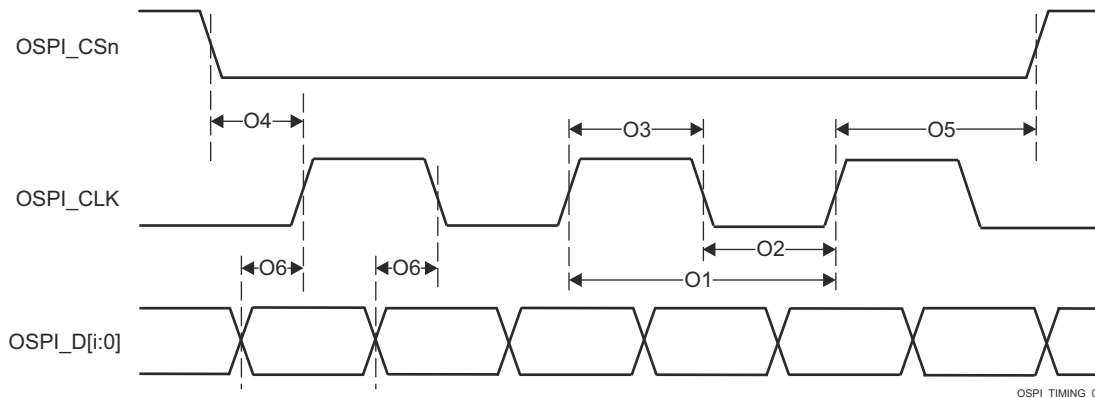 OSPI_CSn
O4
O3
O5
OSPI_CLK
O2
O6
O6
O1
OSPI_D[i:0]